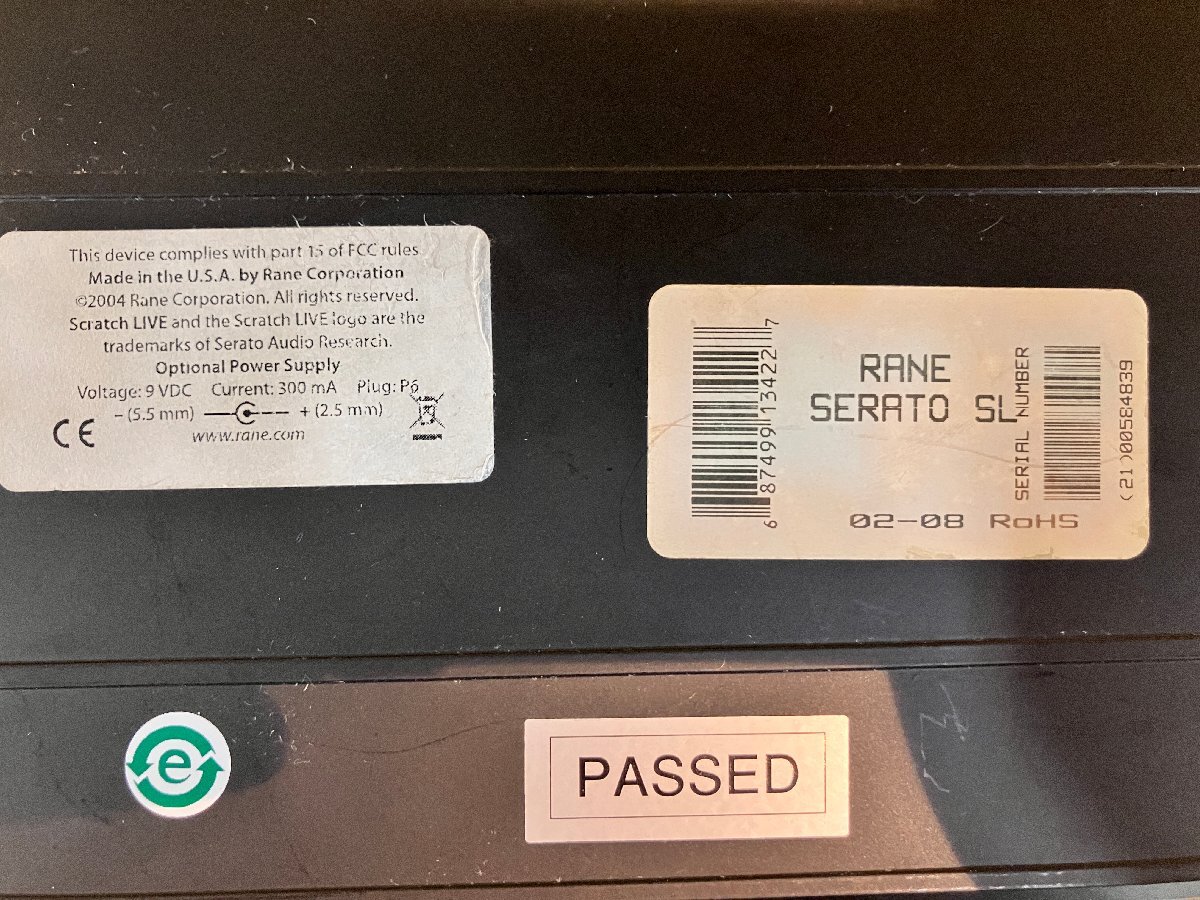 This device complies with part 15 of FCC rules
Made in the U.S.A. by Rane Corporation
©2004 Rane Corporation. All rights reserved.
Scratch LIVE and the Scratch LIVE logo are the
trademarks of Serato Audio Research.
Optional Power Supply
Voltage: 9 VDC Current: 300 mA Plug: P6
– (5.5 mm) + (2.5 mm)
CE
www.rane.com
6 87499 13422 7
RANE
SERATO SL
SERIAL NUMBER
(21)00584839
02-08 RoHS
e
PASSED